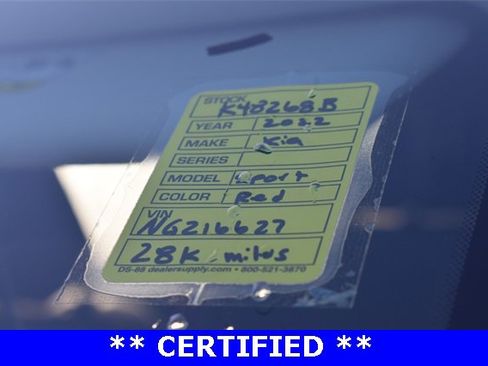 STOCK K48268B
YEAR 2022
MAKE Kia
SERIES
MODEL Sport
COLOR Red
VIN
NG216627
28K miles
DS-68 dealersupply.com • 800-521-3870
** CERTIFIED **